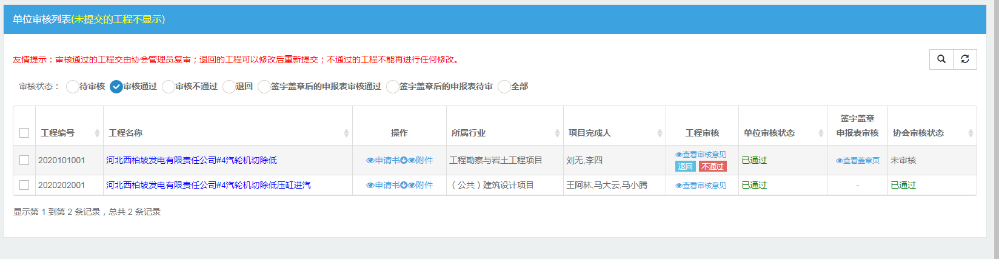 单位审核列表(未提交的工程不显示)
友情提示：审核通过的工程交由协会管理员复审；退回的工程可以修改后重新提交；不通过的工程不能再进行任何修改。
审核状态： 待审核 审核通过 审核不通过 退回 签字盖章后的申报表审核通过 签字盖章后的申报表待审 全部
工程编号 工程名称 操作 所属行业 项目完成人 工程审核 单位审核状态 签字盖章申报表审核 协会审核状态
2020101001 河北西柏坡发电有限责任公司#4汽轮机切除低 申请书 附件 工程勘察与岩土工程项目 刘无,李四 查看审核意见 退回 不通过 已通过 查看盖章页 未审核
2020202001 河北西柏坡发电有限责任公司#4汽轮机切除低压缸进汽 申请书 附件 （公共）建筑设计项目 王阿林,马大云,马小腾 查看审核意见 已通过 - 已通过
显示第 1 到第 2 条记录，总共 2 条记录